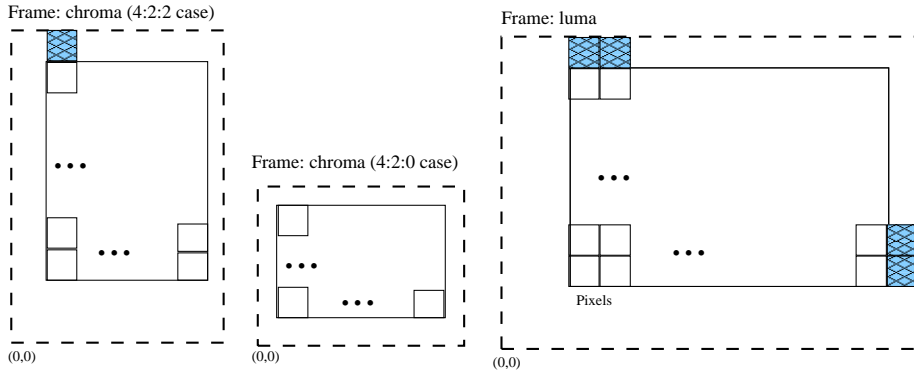 Frame: chroma (4:2:2 case)
Frame: luma
Frame: chroma (4:2:0 case)
Pixels
(0,0)
(0,0)
(0,0)